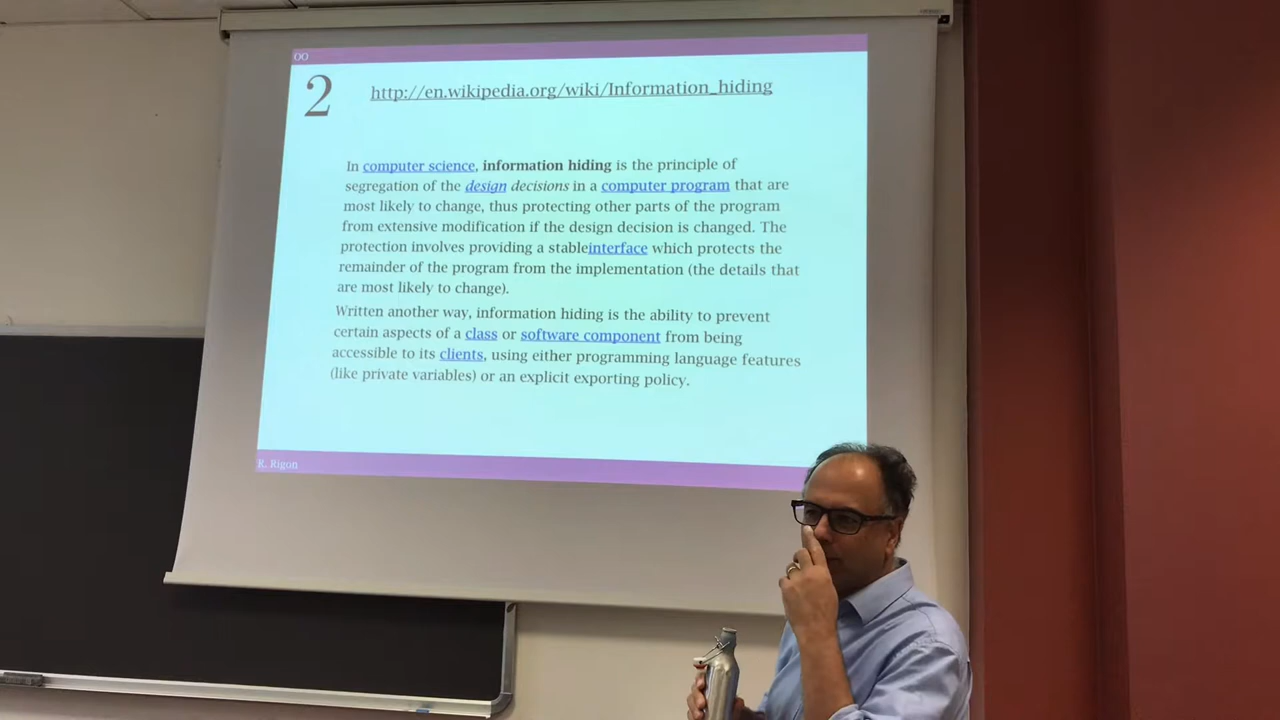 OO
2
http://en.wikipedia.org/wiki/Information_hiding
In computer science, information hiding is the principle of
segregation of the design decisions in a computer program that are
most likely to change, thus protecting other parts of the program
from extensive modification if the design decision is changed. The
protection involves providing a stableinterface which protects the
remainder of the program from the implementation (the details that
are most likely to change).
Written another way, information hiding is the ability to prevent
certain aspects of a class or software component from being
accessible to its clients, using either programming language features
(like private variables) or an explicit exporting policy.
R. Rigon